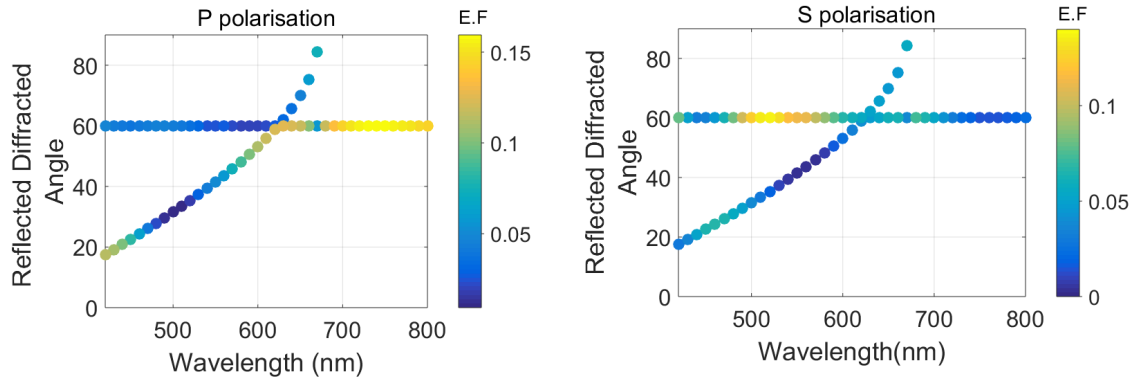 P polarisation
E.F
Reflected Diffracted
Angle
80
60
40
20
0
500
600
700
800
Wavelength (nm)
0.15
0.1
0.05
S polarisation
E.F
Reflected Diffracted
Angle
80
60
40
20
0
500
600
700
800
Wavelength(nm)
0.1
0.05
0